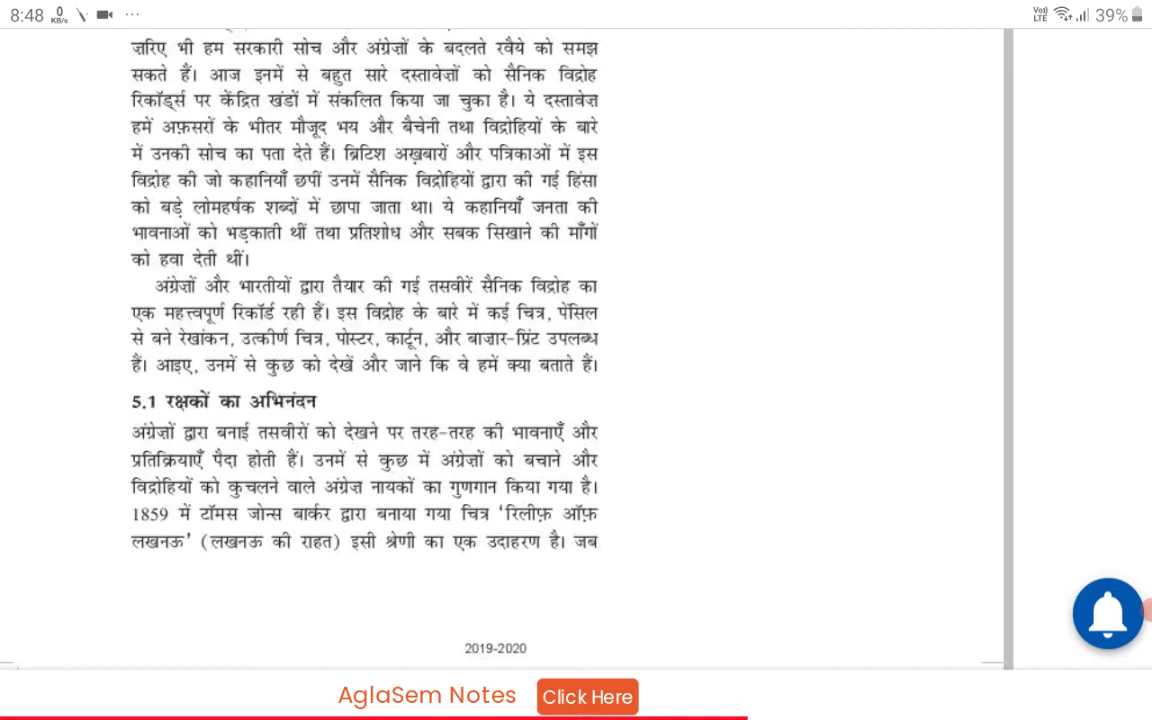 8:48 0 KB/s ... Vo) LTE 39%
ज़रिए भी हम सरकारी सोच और अंग्रेज़ों के बदलते रवैये को समझ
सकते हैं। आज इनमें से बहुत सारे दस्तावेज़ों को सैनिक विद्रोह
रिकॉर्ड्स पर केंद्रित खंडों में संकलित किया जा चुका है। ये दस्तावेज़
हमें अफ़सरों के भीतर मौजूद भय और बैचेनी तथा विद्रोहियों के बारे
में उनकी सोच का पता देते हैं। ब्रिटिश अख़बारों और पत्रिकाओं में इस
विद्रोह की जो कहानियाँ छपीं उनमें सैनिक विद्रोहियों द्वारा की गई हिंसा
को बड़े लोमहर्षक शब्दों में छापा जाता था। ये कहानियाँ जनता की
भावनाओं को भड़काती थीं तथा प्रतिशोध और सबक सिखाने की माँगों
को हवा देती थीं।
अंग्रेज़ों और भारतीयों द्वारा तैयार की गई तसवीरें सैनिक विद्रोह का
एक महत्त्वपूर्ण रिकॉर्ड रही हैं। इस विद्रोह के बारे में कई चित्र, पेंसिल
से बने रेखांकन, उत्कीर्ण चित्र, पोस्टर, कार्टून, और बाज़ार-प्रिंट उपलब्ध
हैं। आइए, उनमें से कुछ को देखें और जाने कि वे हमें क्या बताते हैं।
5.1 रक्षकों का अभिनंदन
अंग्रेज़ों द्वारा बनाई तसवीरों को देखने पर तरह-तरह की भावनाएँ और
प्रतिक्रियाएँ पैदा होती हैं। उनमें से कुछ में अंग्रेज़ों को बचाने और
विद्रोहियों को कुचलने वाले अंग्रेज़ नायकों का गुणगान किया गया है।
1859 में टॉमस जोन्स बार्कर द्वारा बनाया गया चित्र ‘रिलीफ़ ऑफ़
लखनऊ’ (लखनऊ की राहत) इसी श्रेणी का एक उदाहरण है। जब
2019-2020
AglaSem Notes Click Here